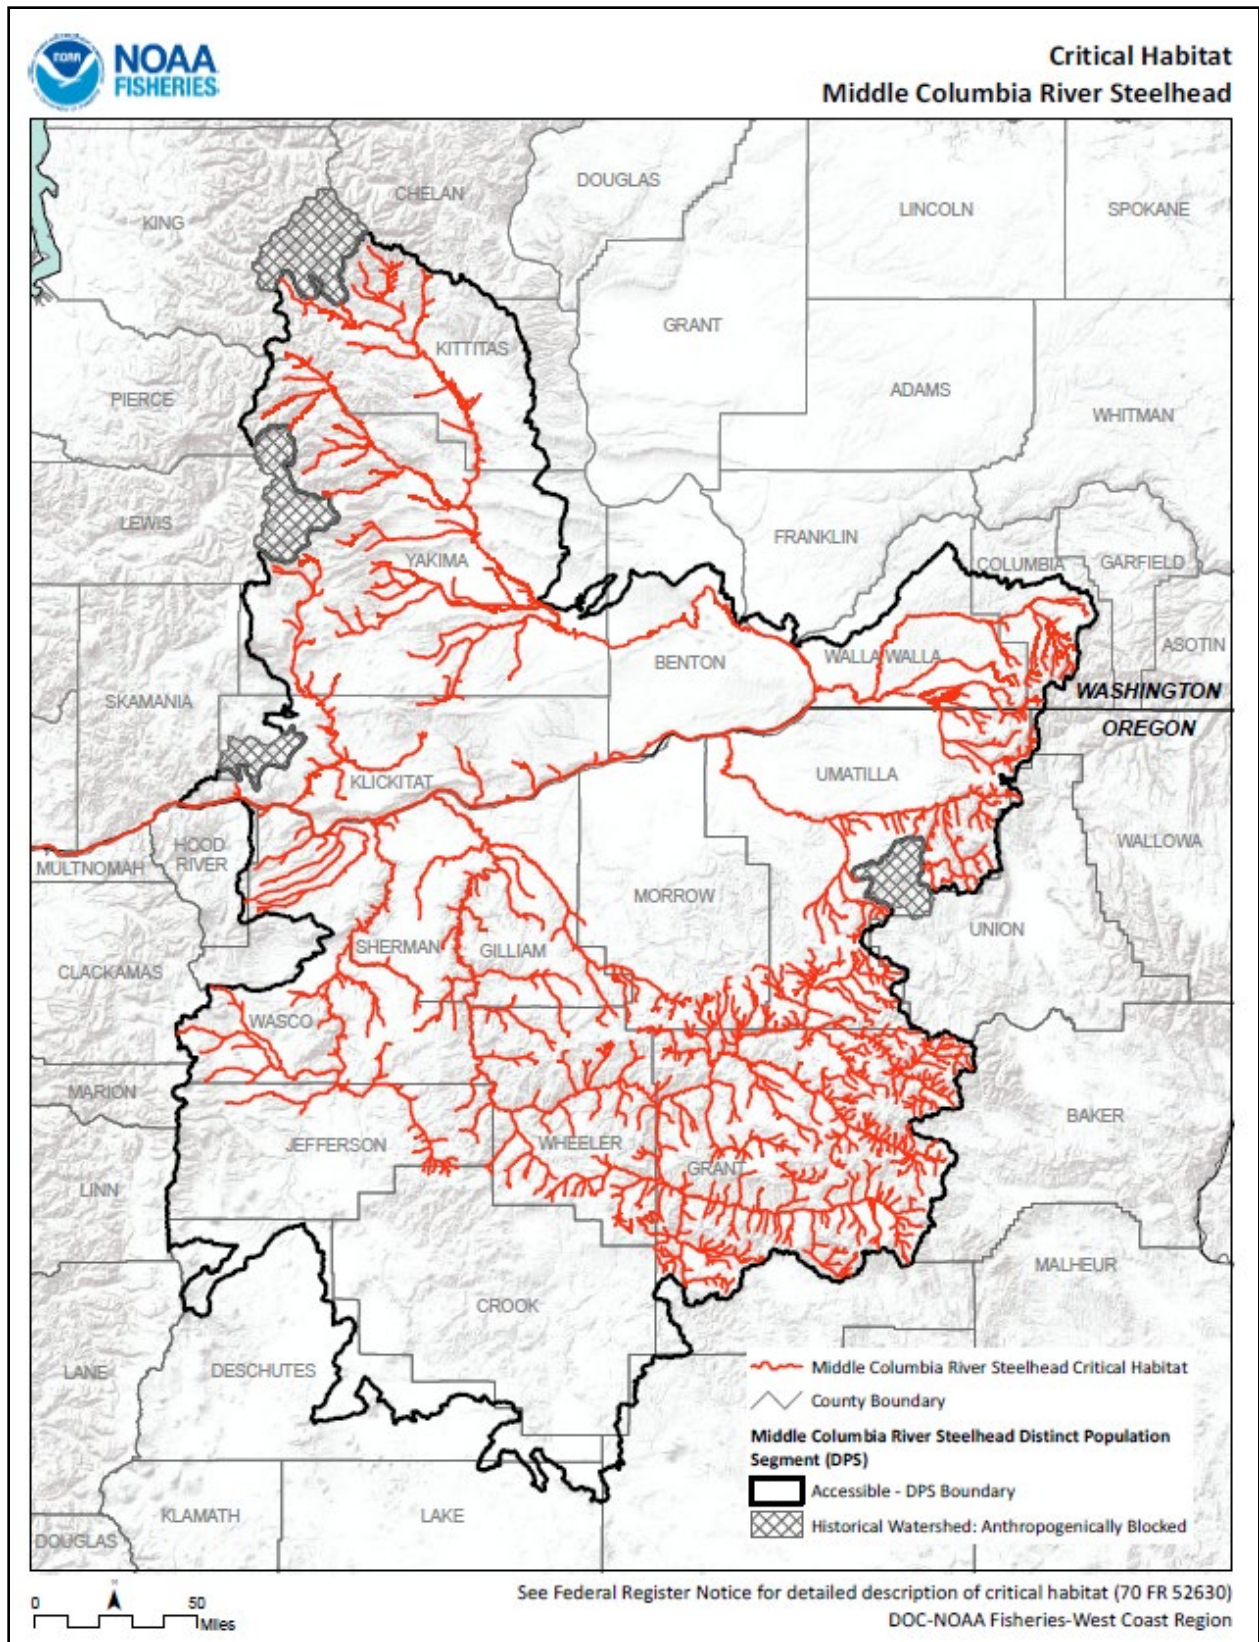 NOAA
NOAA
FISHERIES
Critical Habitat
Middle Columbia River Steelhead
DOUGLAS
CHELAN
LINCOLN
SPOKANE
KING
GRANT
KITTITAS
ADAMS
PIERCE
WHITMAN
LEWIS
FRANKLIN
YAKIMA
COLUMBIA
GARFIELD
ASOTIN
BENTON
WALLA WALLA
SKAMANIA
WASHINGTON
OREGON
UMATILLA
KLICKITAT
HOOD
RIVER
MULTNOMAH
WALLOWA
MORROW
UNION
SHERMAN
GILLIAM
CLACKAMAS
WASCO
MARION
BAKER
JEFFERSON
WHEELER
GRANT
LINN
MALHEUR
CROOK
LANE
DESCHUTES
KLAMATH
LAKE
DOUGLAS
Middle Columbia River Steelhead Critical Habitat
County Boundary
Middle Columbia River Steelhead Distinct Population
Segment (DPS)
Accessible - DPS Boundary
Historical Watershed: Anthropogenically Blocked
N
0 50
Miles
See Federal Register Notice for detailed description of critical habitat (70 FR 52630)
DOC-NOAA Fisheries-West Coast Region